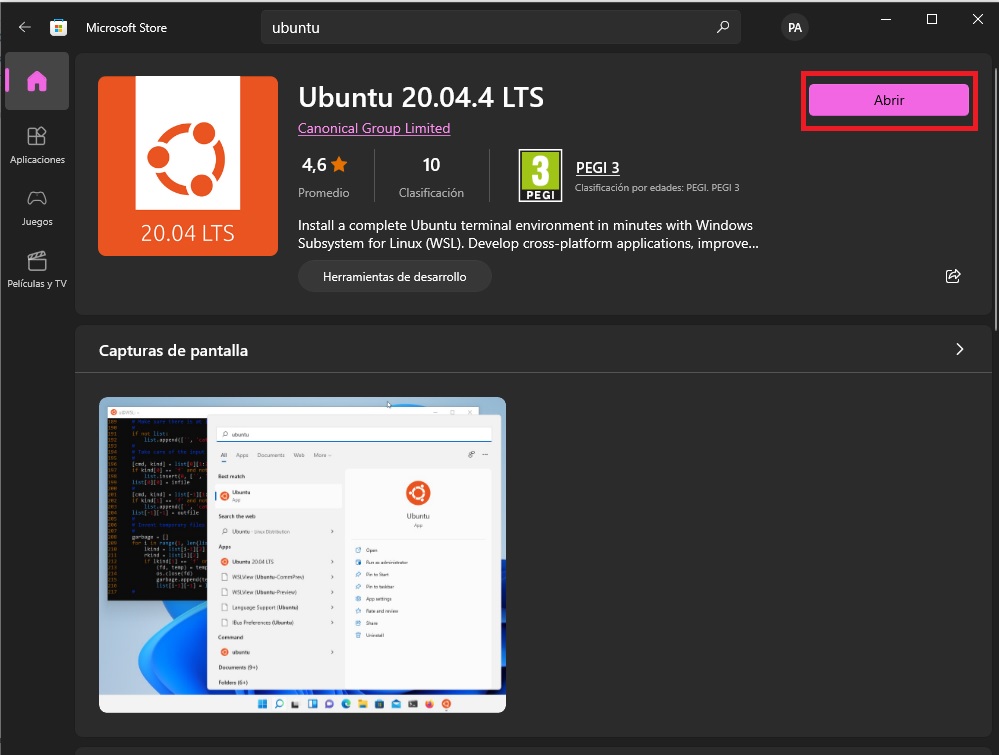 Microsoft Store
ubuntu
PA
Aplicaciones
Juegos
Películas y TV
20.04 LTS
Ubuntu 20.04.4 LTS
Canonical Group Limited
4,6
Promedio
10
Clasificación
3
PEGI
PEGI 3
Clasificación por edades: PEGI. PEGI 3
Abrir
Install a complete Ubuntu terminal environment in minutes with Windows
Subsystem for Linux (WSL). Develop cross-platform applications, improve...
Herramientas de desarrollo
Capturas de pantalla
ubuntu
All Apps Documents Web More
Best match
Ubuntu
App
Search the web
Ubuntu - Linux Distribution
Apps
Ubuntu 20.04 LTS
WSLView (Ubuntu-CommPrev)
WSLView (Ubuntu-Preview)
Language Support (Ubuntu)
IBus Preferences (Ubuntu)
Command
ubuntu
Documents (9+)
Folders (6+)
Ubuntu
App
Open
Run as administrator
Pin to Start
Pin to taskbar
App settings
Rate and review
Share
Uninstall